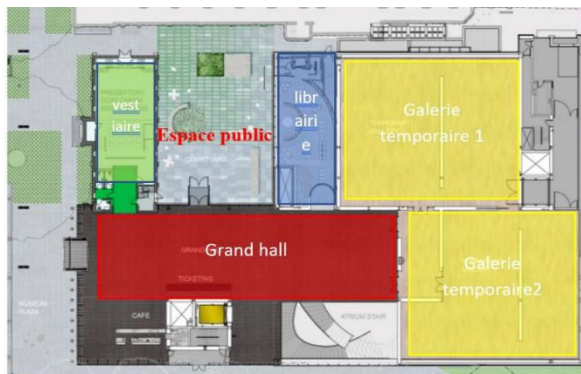 vest
iaire
Espace public
libr
airi
e
Galerie
temporaire 1
COURTYARD
Grand hall
TICKETING
CAFE
MUSEUM
PLAZA
ATRIUM STAIR
Galerie
temporaire2